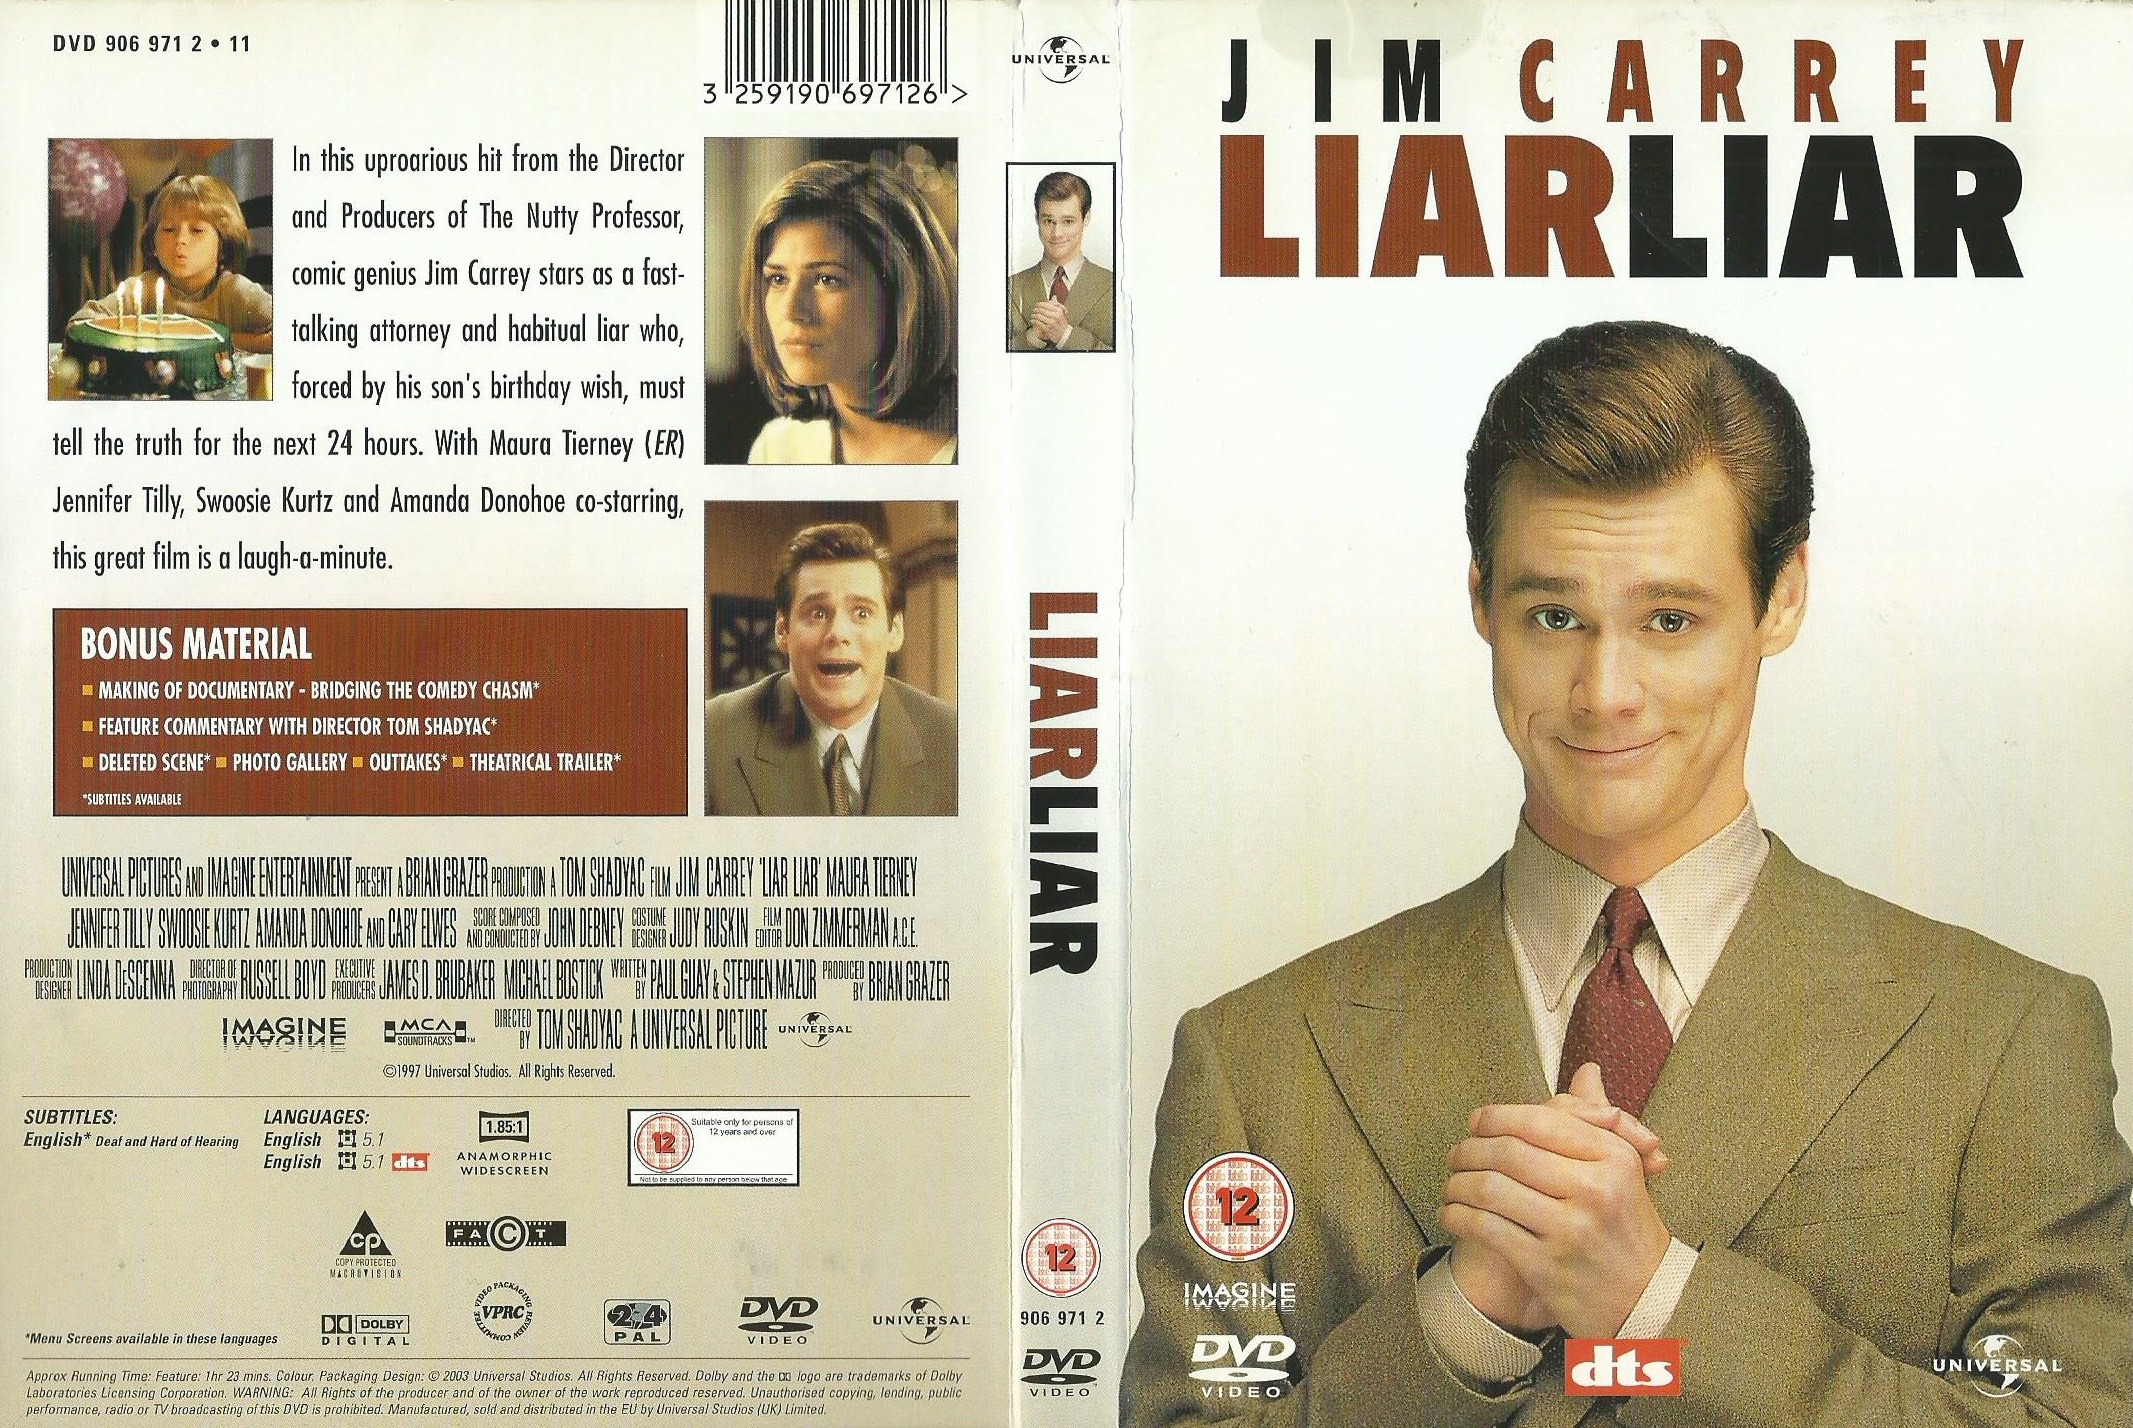 DVD 906 971 2 • 11
3 259190 697126 >
In this uproarious hit from the Director
and Producers of The Nutty Professor,
comic genius Jim Carrey stars as a fast-
talking attorney and habitual liar who,
forced by his son's birthday wish, must
tell the truth for the next 24 hours. With Maura Tierney (ER)
Jennifer Tilly, Swoosie Kurtz and Amanda Donohoe co-starring,
this great film is a laugh-a-minute.
BONUS MATERIAL
MAKING OF DOCUMENTARY - BRIDGING THE COMEDY CHASM*
FEATURE COMMENTARY WITH DIRECTOR TOM SHADYAC*
DELETED SCENE* PHOTO GALLERY OUTTAKES* THEATRICAL TRAILER*
*SUBTITLES AVAILABLE
UNIVERSAL PICTURES AND IMAGINE ENTERTAINMENT PRESENT A BRIAN GRAZER PRODUCTION A TOM SHADYAC FILM JIM CARREY 'LIAR LIAR' MAURA TIERNEY
JENNIFER TILLY SWOOSIE KURTZ AMANDA DONOHOE AND CARY ELWES SCORE COMPOSED AND CONDUCTED BY JOHN DEBNEY COSTUME DESIGNER JUDY RUSKIN FILM EDITOR DON ZIMMERMAN A.C.E.
PRODUCTION DESIGNER LINDA DeSCENNA DIRECTOR OF PHOTOGRAPHY RUSSELL BOYD EXECUTIVE PRODUCERS JAMES D. BRUBAKER MICHAEL BOSTICK WRITTEN BY PAUL GUAY & STEPHEN MAZUR PRODUCED BY BRIAN GRAZER
IMAGINE MCA SOUNDTRACKS TM DIRECTED BY TOM SHADYAC A UNIVERSAL PICTURE UNIVERSAL
©1997 Universal Studios. All Rights Reserved.
SUBTITLES:
English* Deaf and Hard of Hearing
LANGUAGES:
English 5.1
English 5.1 dts
1.85:1
ANAMORPHIC
WIDESCREEN
12
Suitable only for persons of
12 years and over
Not to be supplied to any person below that age
CP
COPY PROTECTED
MACROVISION
FACT
*Menu Screens available in these languages
DOLBY
DIGITAL
VIDEO PACKAGING REVIEW COMMITTEE
VPRC
2 4
PAL
DVD
VIDEO
UNIVERSAL
Approx Running Time: Feature: 1hr 23 mins. Colour. Packaging Design: © 2003 Universal Studios. All Rights Reserved. Dolby and the logo are trademarks of Dolby
Laboratories Licensing Corporation. WARNING: All Rights of the producer and of the owner of the work reproduced reserved. Unauthorised copying, lending, public
performance, radio or TV broadcasting of this DVD is prohibited. Manufactured, sold and distributed in the EU by Universal Studios (UK) Limited.
UNIVERSAL
LIARLIAR
12
906 971 2
DVD
VIDEO
JIM CARREY
LIARLIAR
12
IMAGINE
DVD
VIDEO
dts
UNIVERSAL